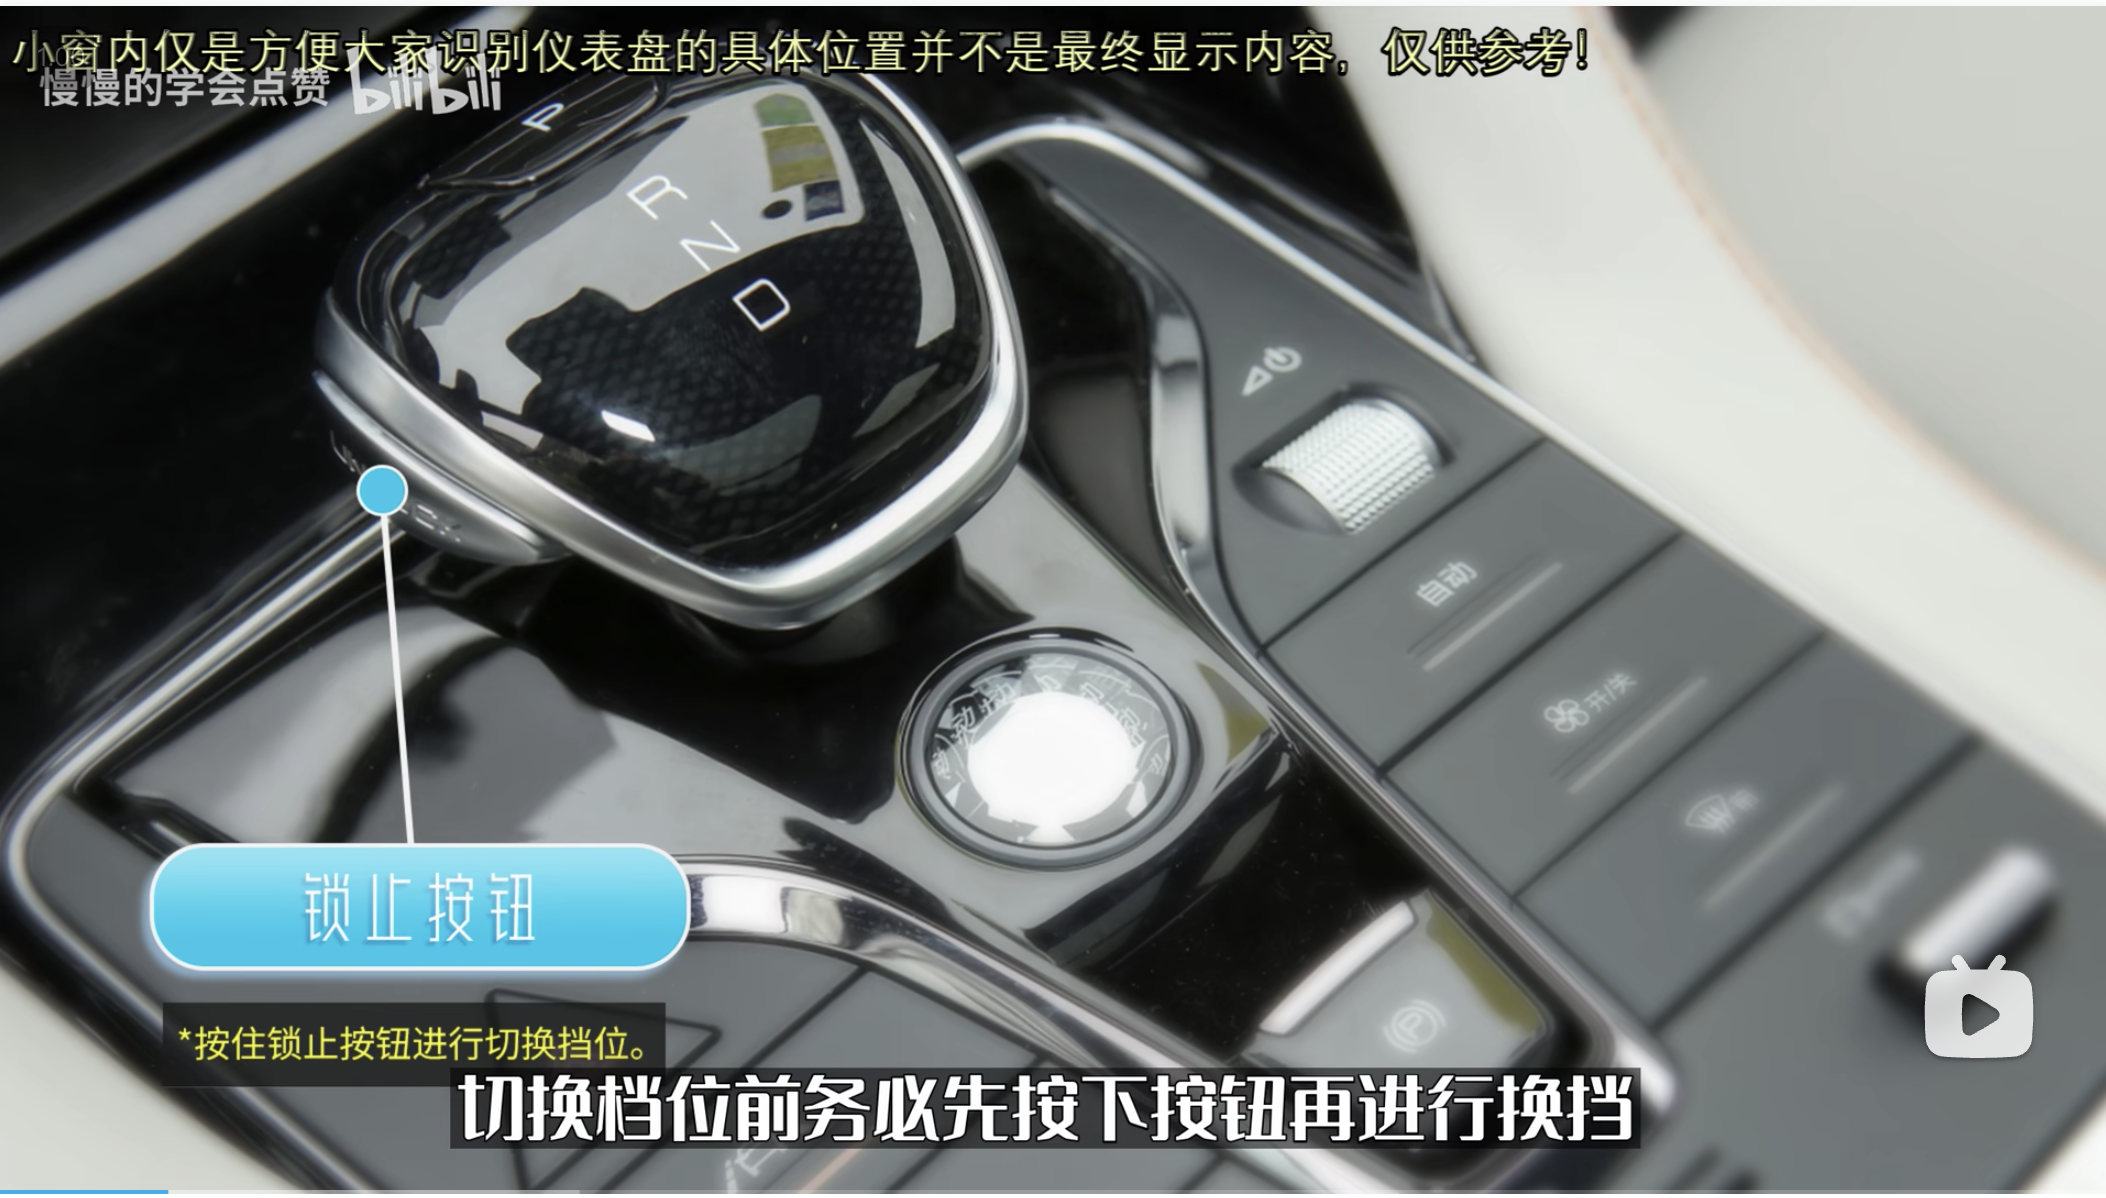 小窗内仅是方便大家识别仪表盘的具体位置并不是最终显示内容，仅供参考！
慢慢的学会点赞 bilibili
P
R
N
D
自动
开/关
前
锁止按钮
*按住锁止按钮进行切换挡位。
切换档位前务必先按下按钮再进行换挡